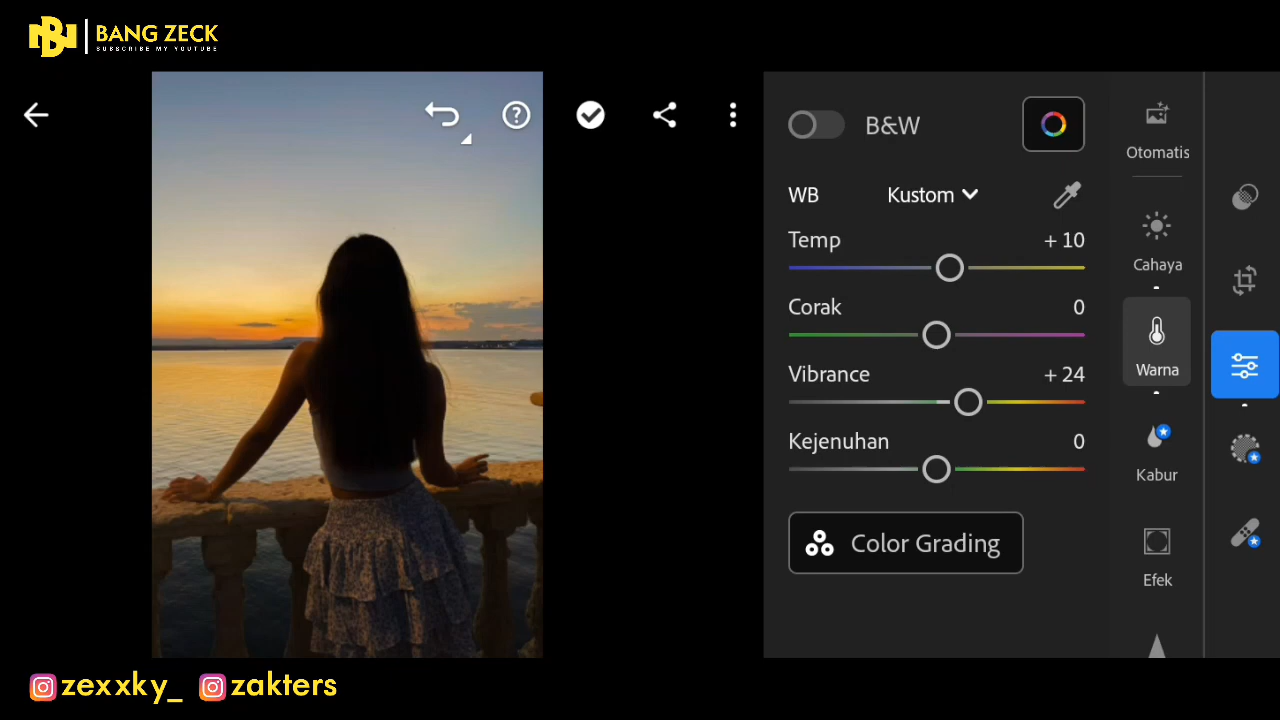 BANG ZECK
SUBSCRIBE MY YOUTUBE
B&W
Otomatis
WB Kustom
Temp + 10
Cahaya
Corak 0
Vibrance + 24
Warna
Kejenuhan 0
Kabur
Color Grading
Efek
zexxky_ zakters